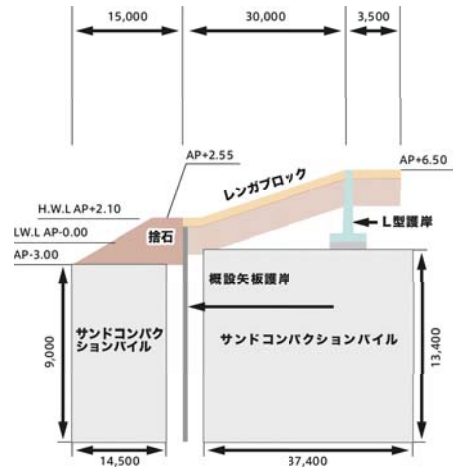 15,000
30,000
3,500
AP+2.55
AP+6.50
レンガブロック
H.W.L AP+2.10
L型護岸
捨石
LW.L AP-0.00
AP-3.00
概設矢板護岸
サンドコンパク
ションパイル
サンドコンパクションパイル
9,000
13,400
14,500
37,400